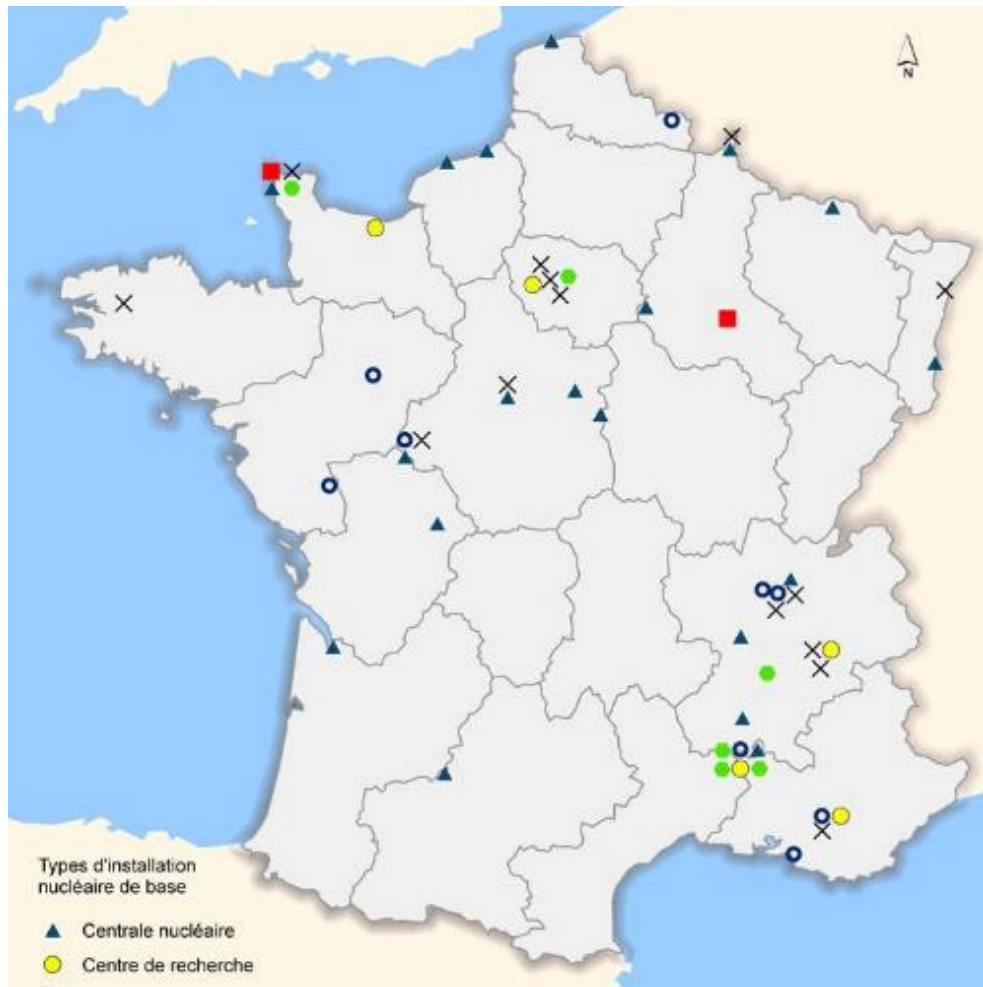 N
Types d'installation
nucléaire de base
Centrale nucléaire
Centre de recherche